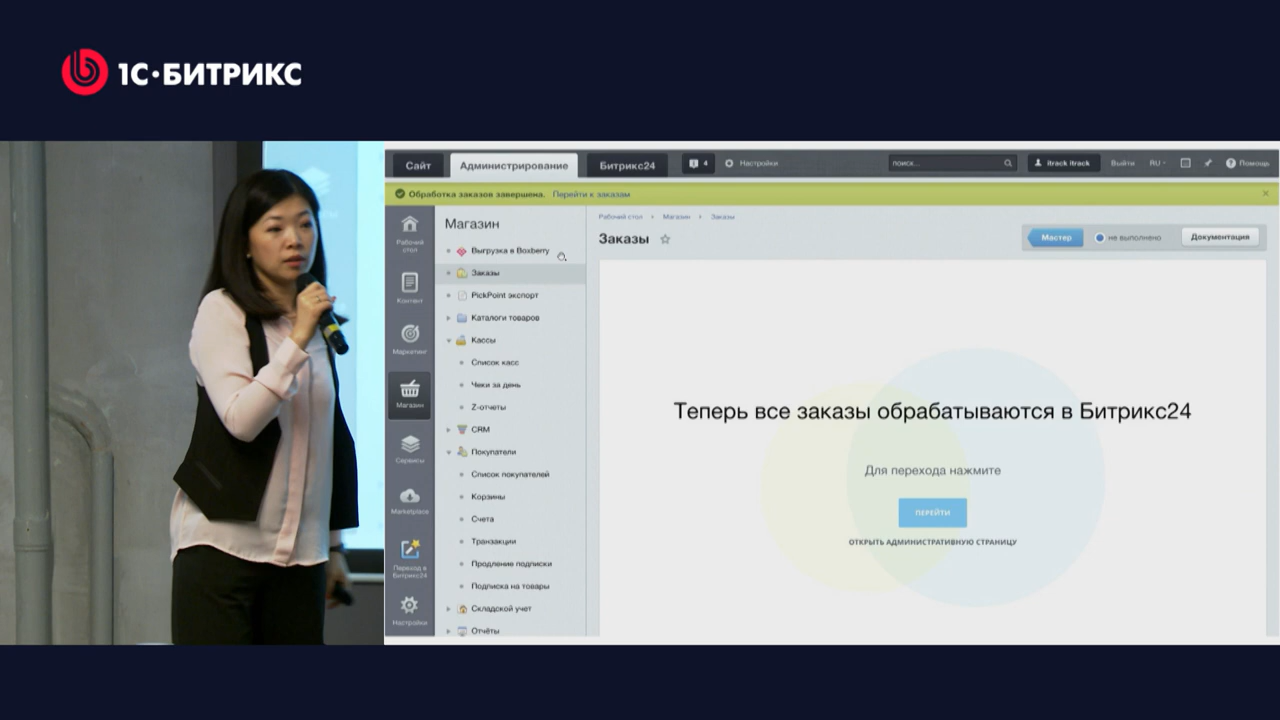 1С·БИТРИКС
Сайт
Администрирование
Битрикс24
4
Настройки
поиск...
itrack itrack
Выйти
RU
Помощь
Обработка заказов завершена. Перейти к заказам
Рабочий стол
Контент
Маркетинг
Магазин
Сервисы
Marketplace
Переход в Битрикс24
Настройки
Магазин
Выгрузка в Boxberry
Заказы
PickPoint экспорт
Каталоги товаров
Кассы
Список касс
Чеки за день
Z-отчеты
CRM
Покупатели
Список покупателей
Корзины
Счета
Транзакции
Продление подписки
Подписка на товары
Складской учет
Отчёты
Рабочий стол › Магазин › Заказы
Заказы
Мастер
не выполнено
Документация
Теперь все заказы обрабатываются в Битрикс24
Для перехода нажмите
ПЕРЕЙТИ
ОТКРЫТЬ АДМИНИСТРАТИВНУЮ СТРАНИЦУ